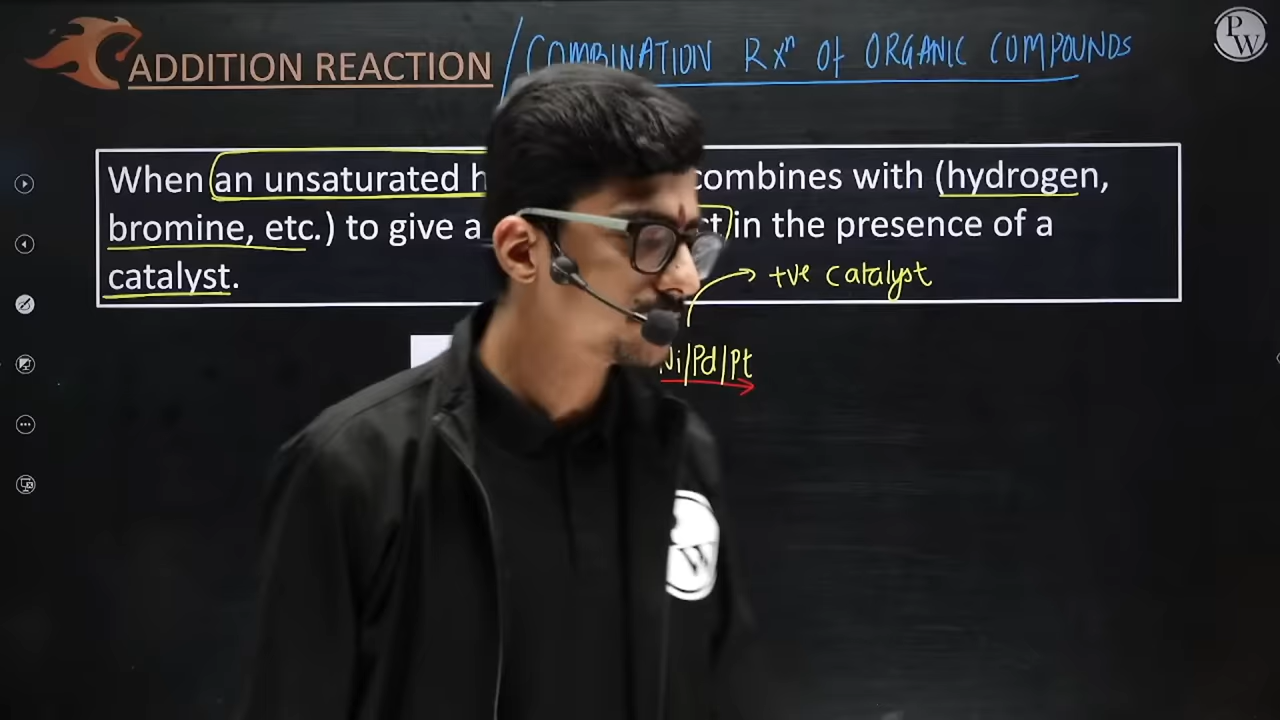 ADDITION REACTION / COMBINATION Rxⁿ of ORGANIC COMPOUNDS
PW
When an unsaturated combines with (hydrogen,
bromine, etc.) to give a in the presence of a
catalyst.
+ve catalyst
Ni/Pd/Pt
W